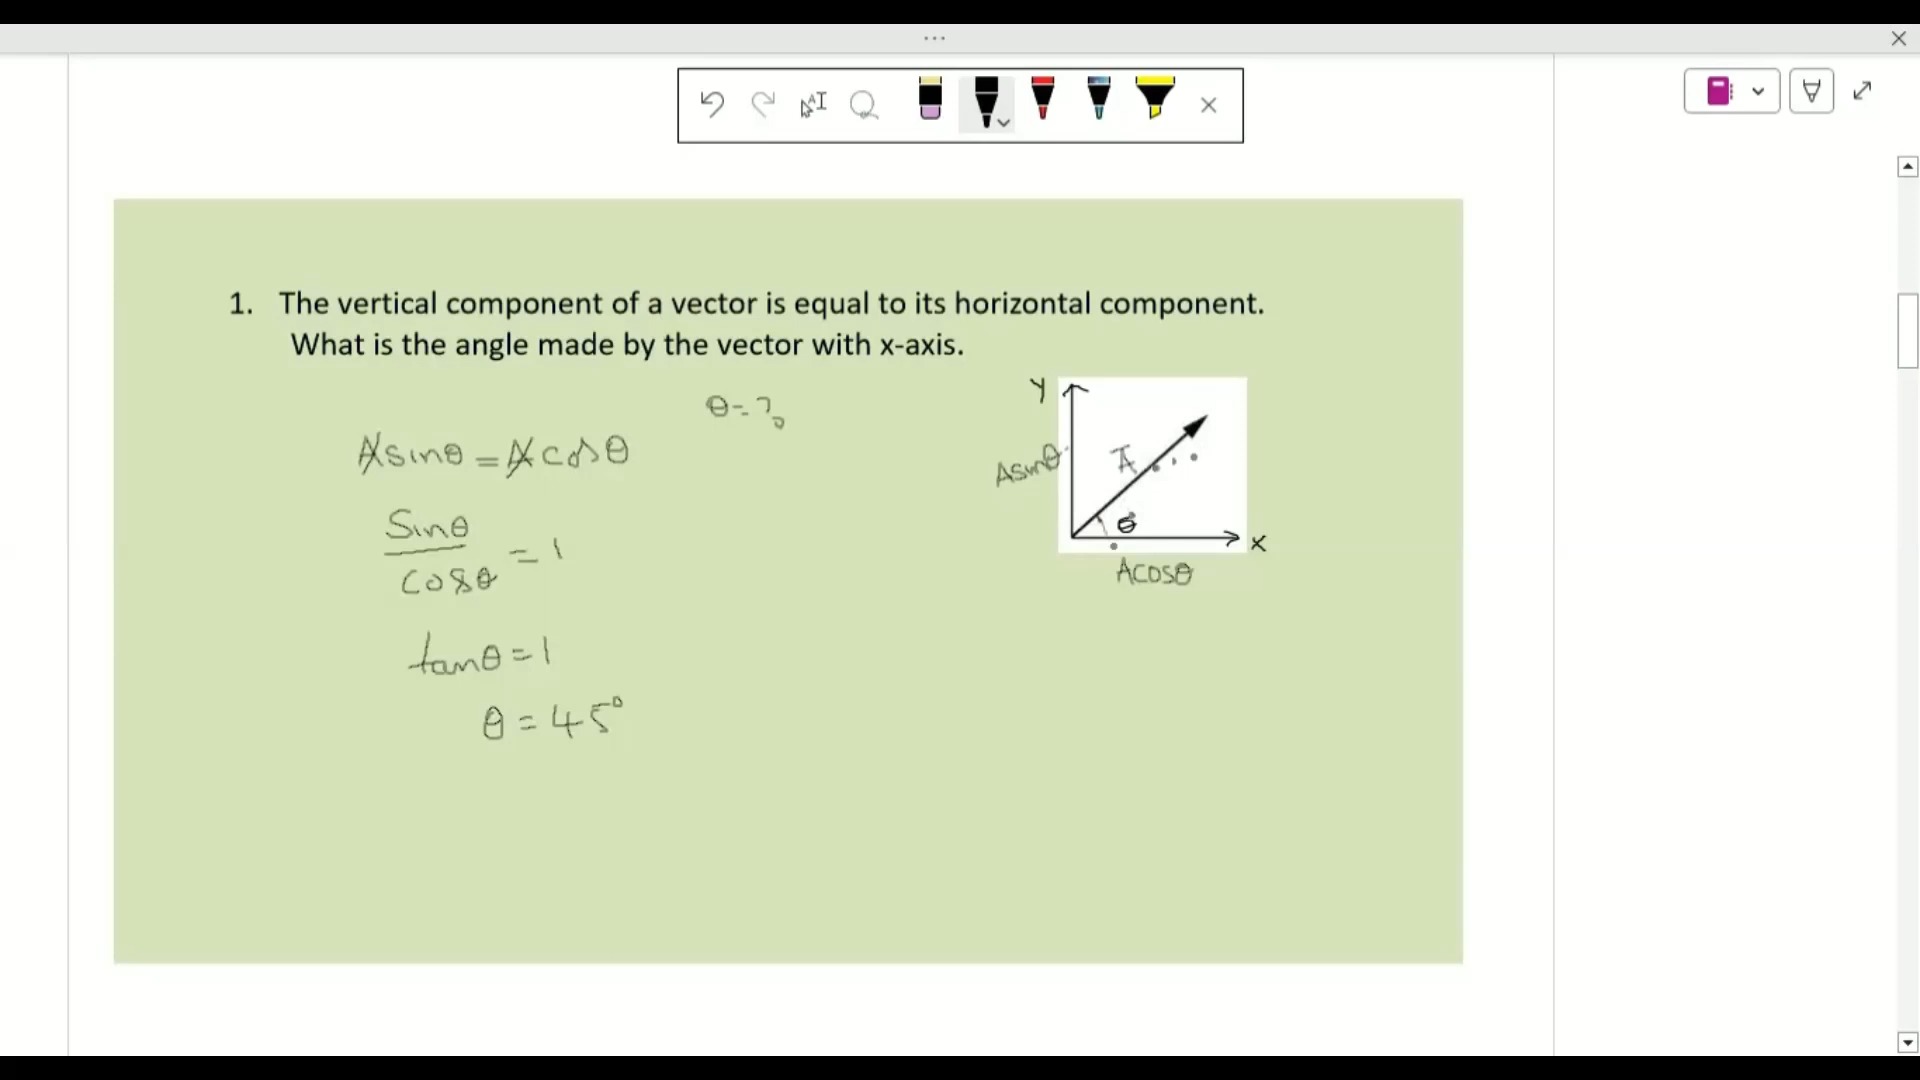 1. The vertical component of a vector is equal to its horizontal component.
What is the angle made by the vector with x-axis.
θ=?
Asinθ = Acosθ
Sinθ
cosθ
= 1
tanθ = 1
θ = 45°
Y
Asinθ
A
θ
X
Acosθ